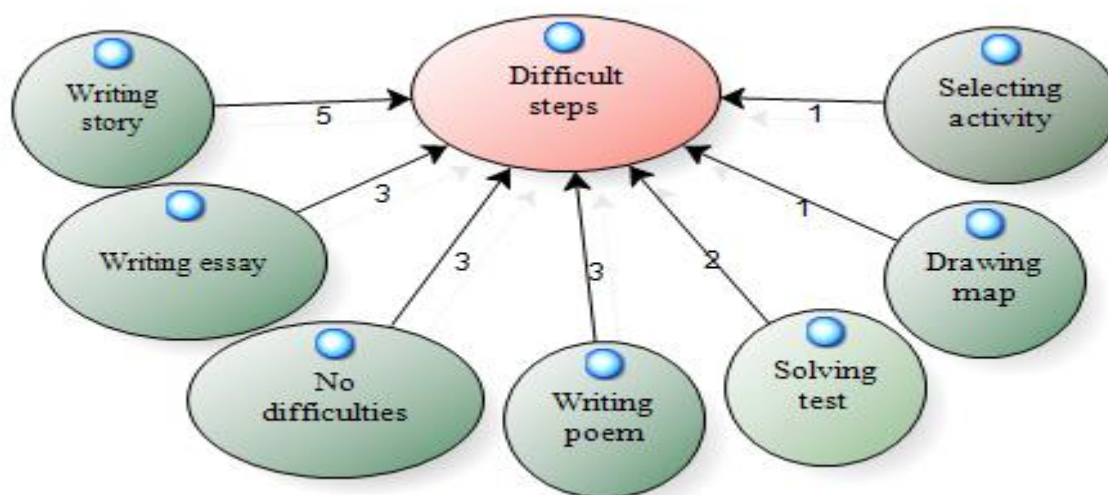 Difficult
steps
Writing
story
5
Selecting
activity
1
Writing essay
3
Drawing
map
1
No
difficulties
3
Writing
poem
3
Solving
test
2